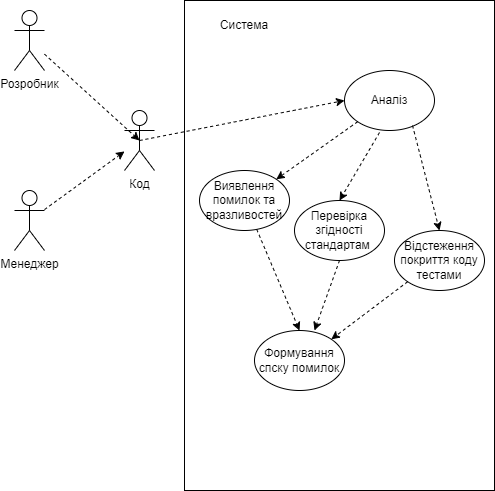 Система
Розробник
Аналіз
Код
Виявлення
помилок та
вразливостей
Перевірка
згідності
стандартам
Менеджер
Відстеження
покриття коду
тестами
Формування
спску помилок